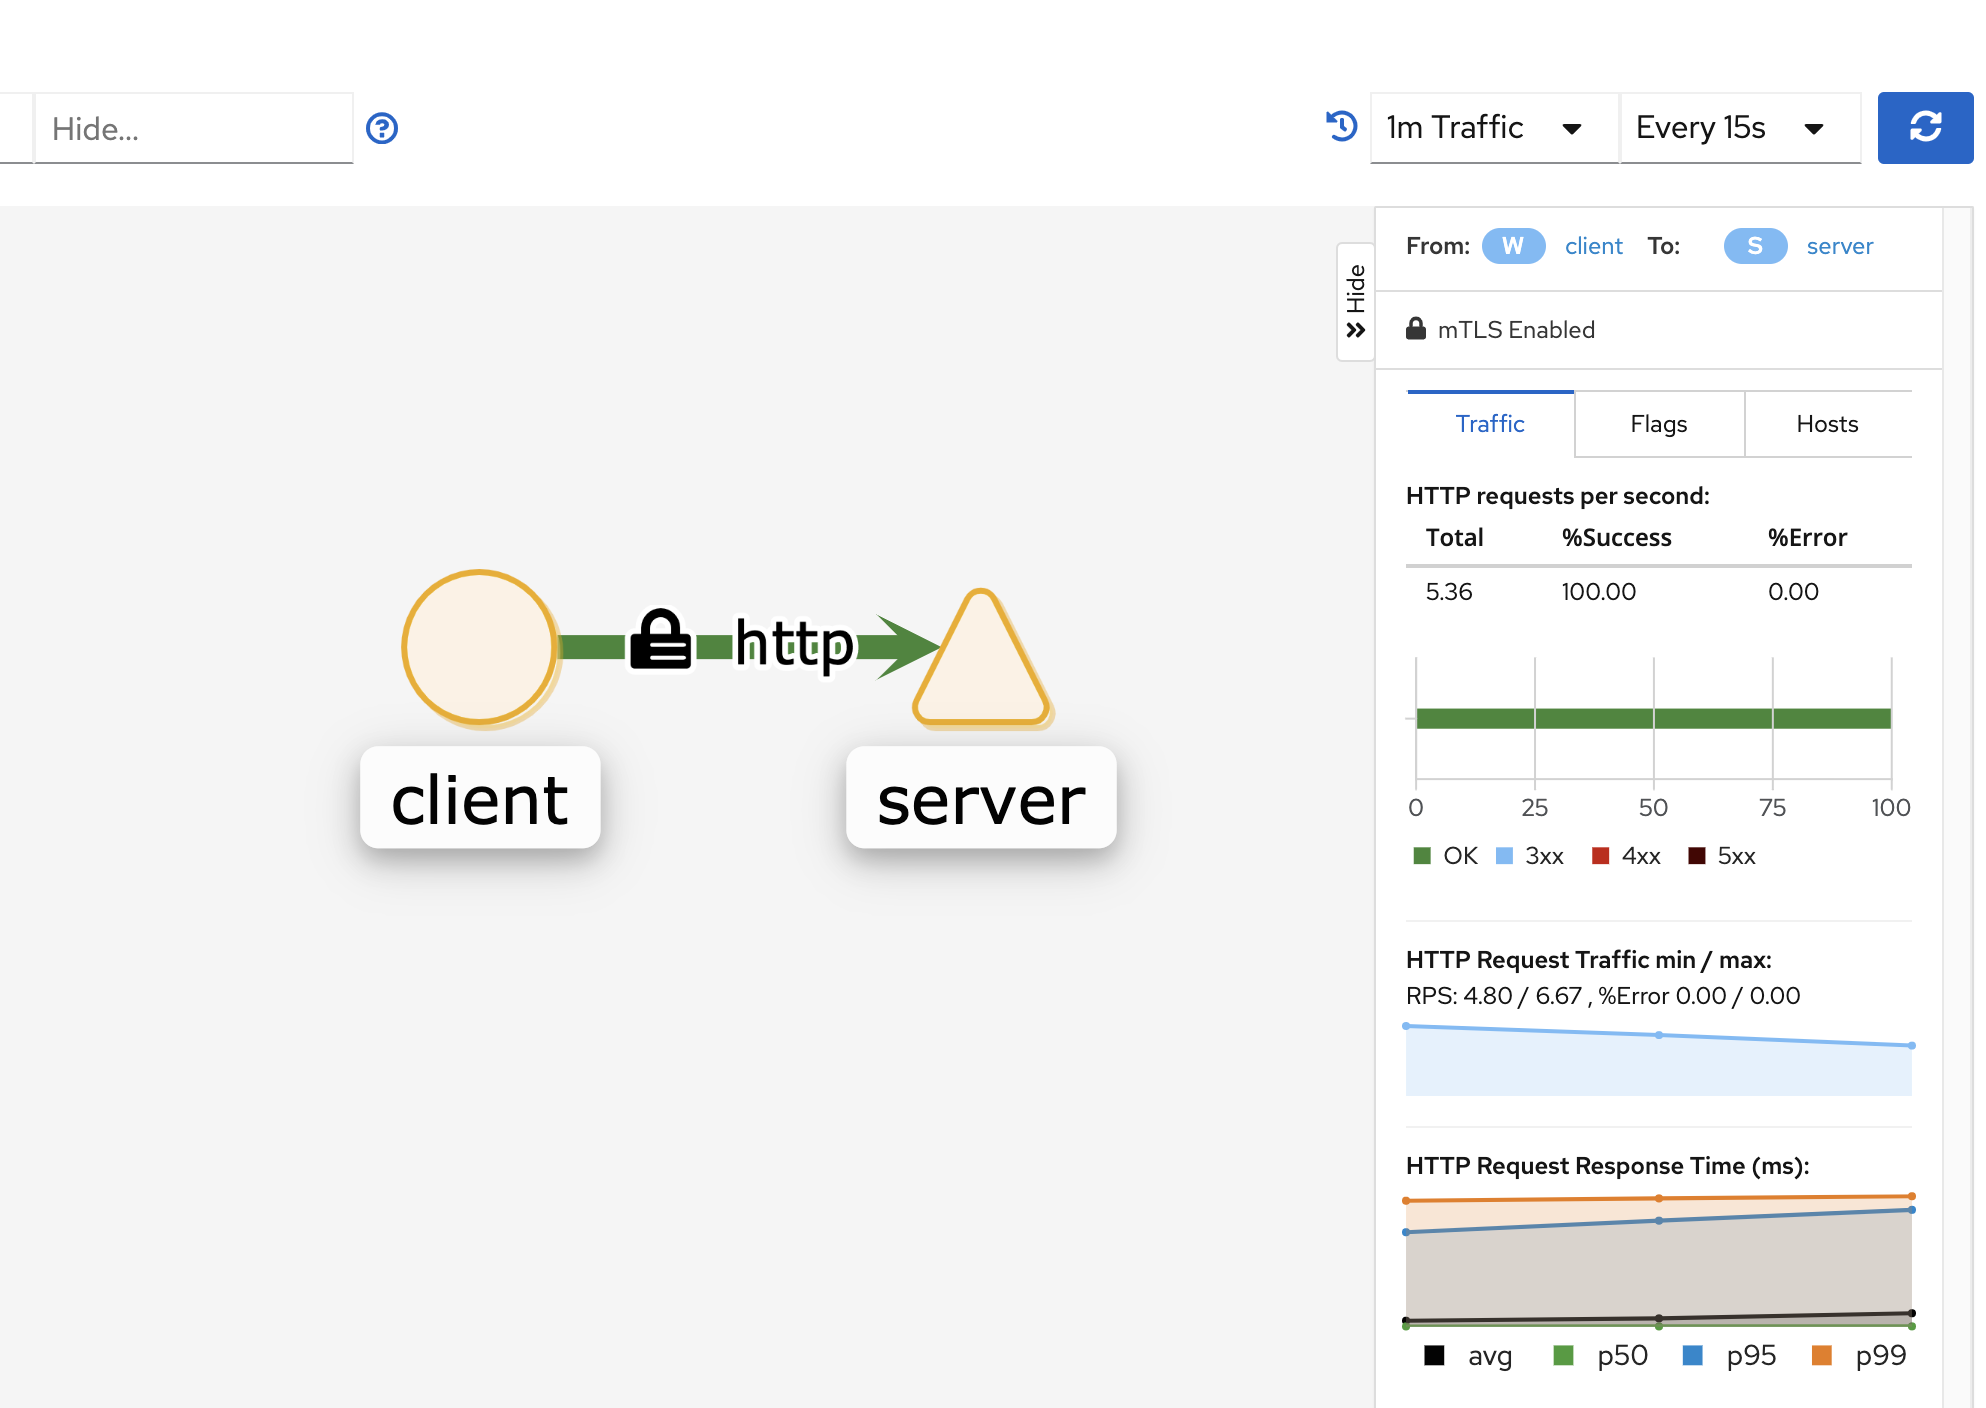 Hide...
1m Traffic
Every 15s
Hide
From: W client To: S server
mTLS Enabled
Traffic Flags Hosts
HTTP requests per second:
Total %Success %Error
5.36 100.00 0.00
http
client
server
0 25 50 75 100
OK 3xx 4xx 5xx
HTTP Request Traffic min / max:
RPS: 4.80 / 6.67 , %Error 0.00 / 0.00
HTTP Request Response Time (ms):
avg p50 p95 p99